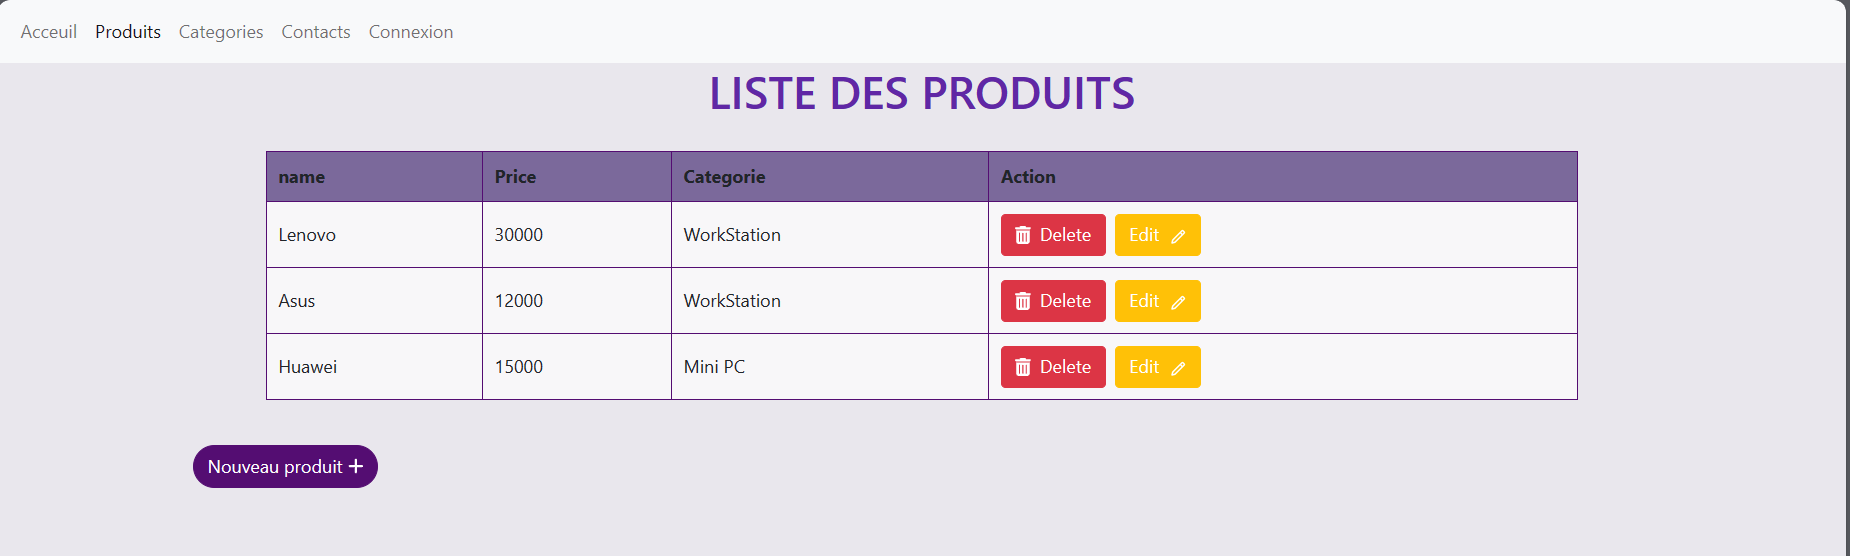 Acceuil Produits Categories Contacts Connexion
LISTE DES PRODUITS
name Price Categorie Action
Lenovo 30000 WorkStation Delete Edit
Asus 12000 WorkStation Delete Edit
Huawei 15000 Mini PC Delete Edit
Nouveau produit +